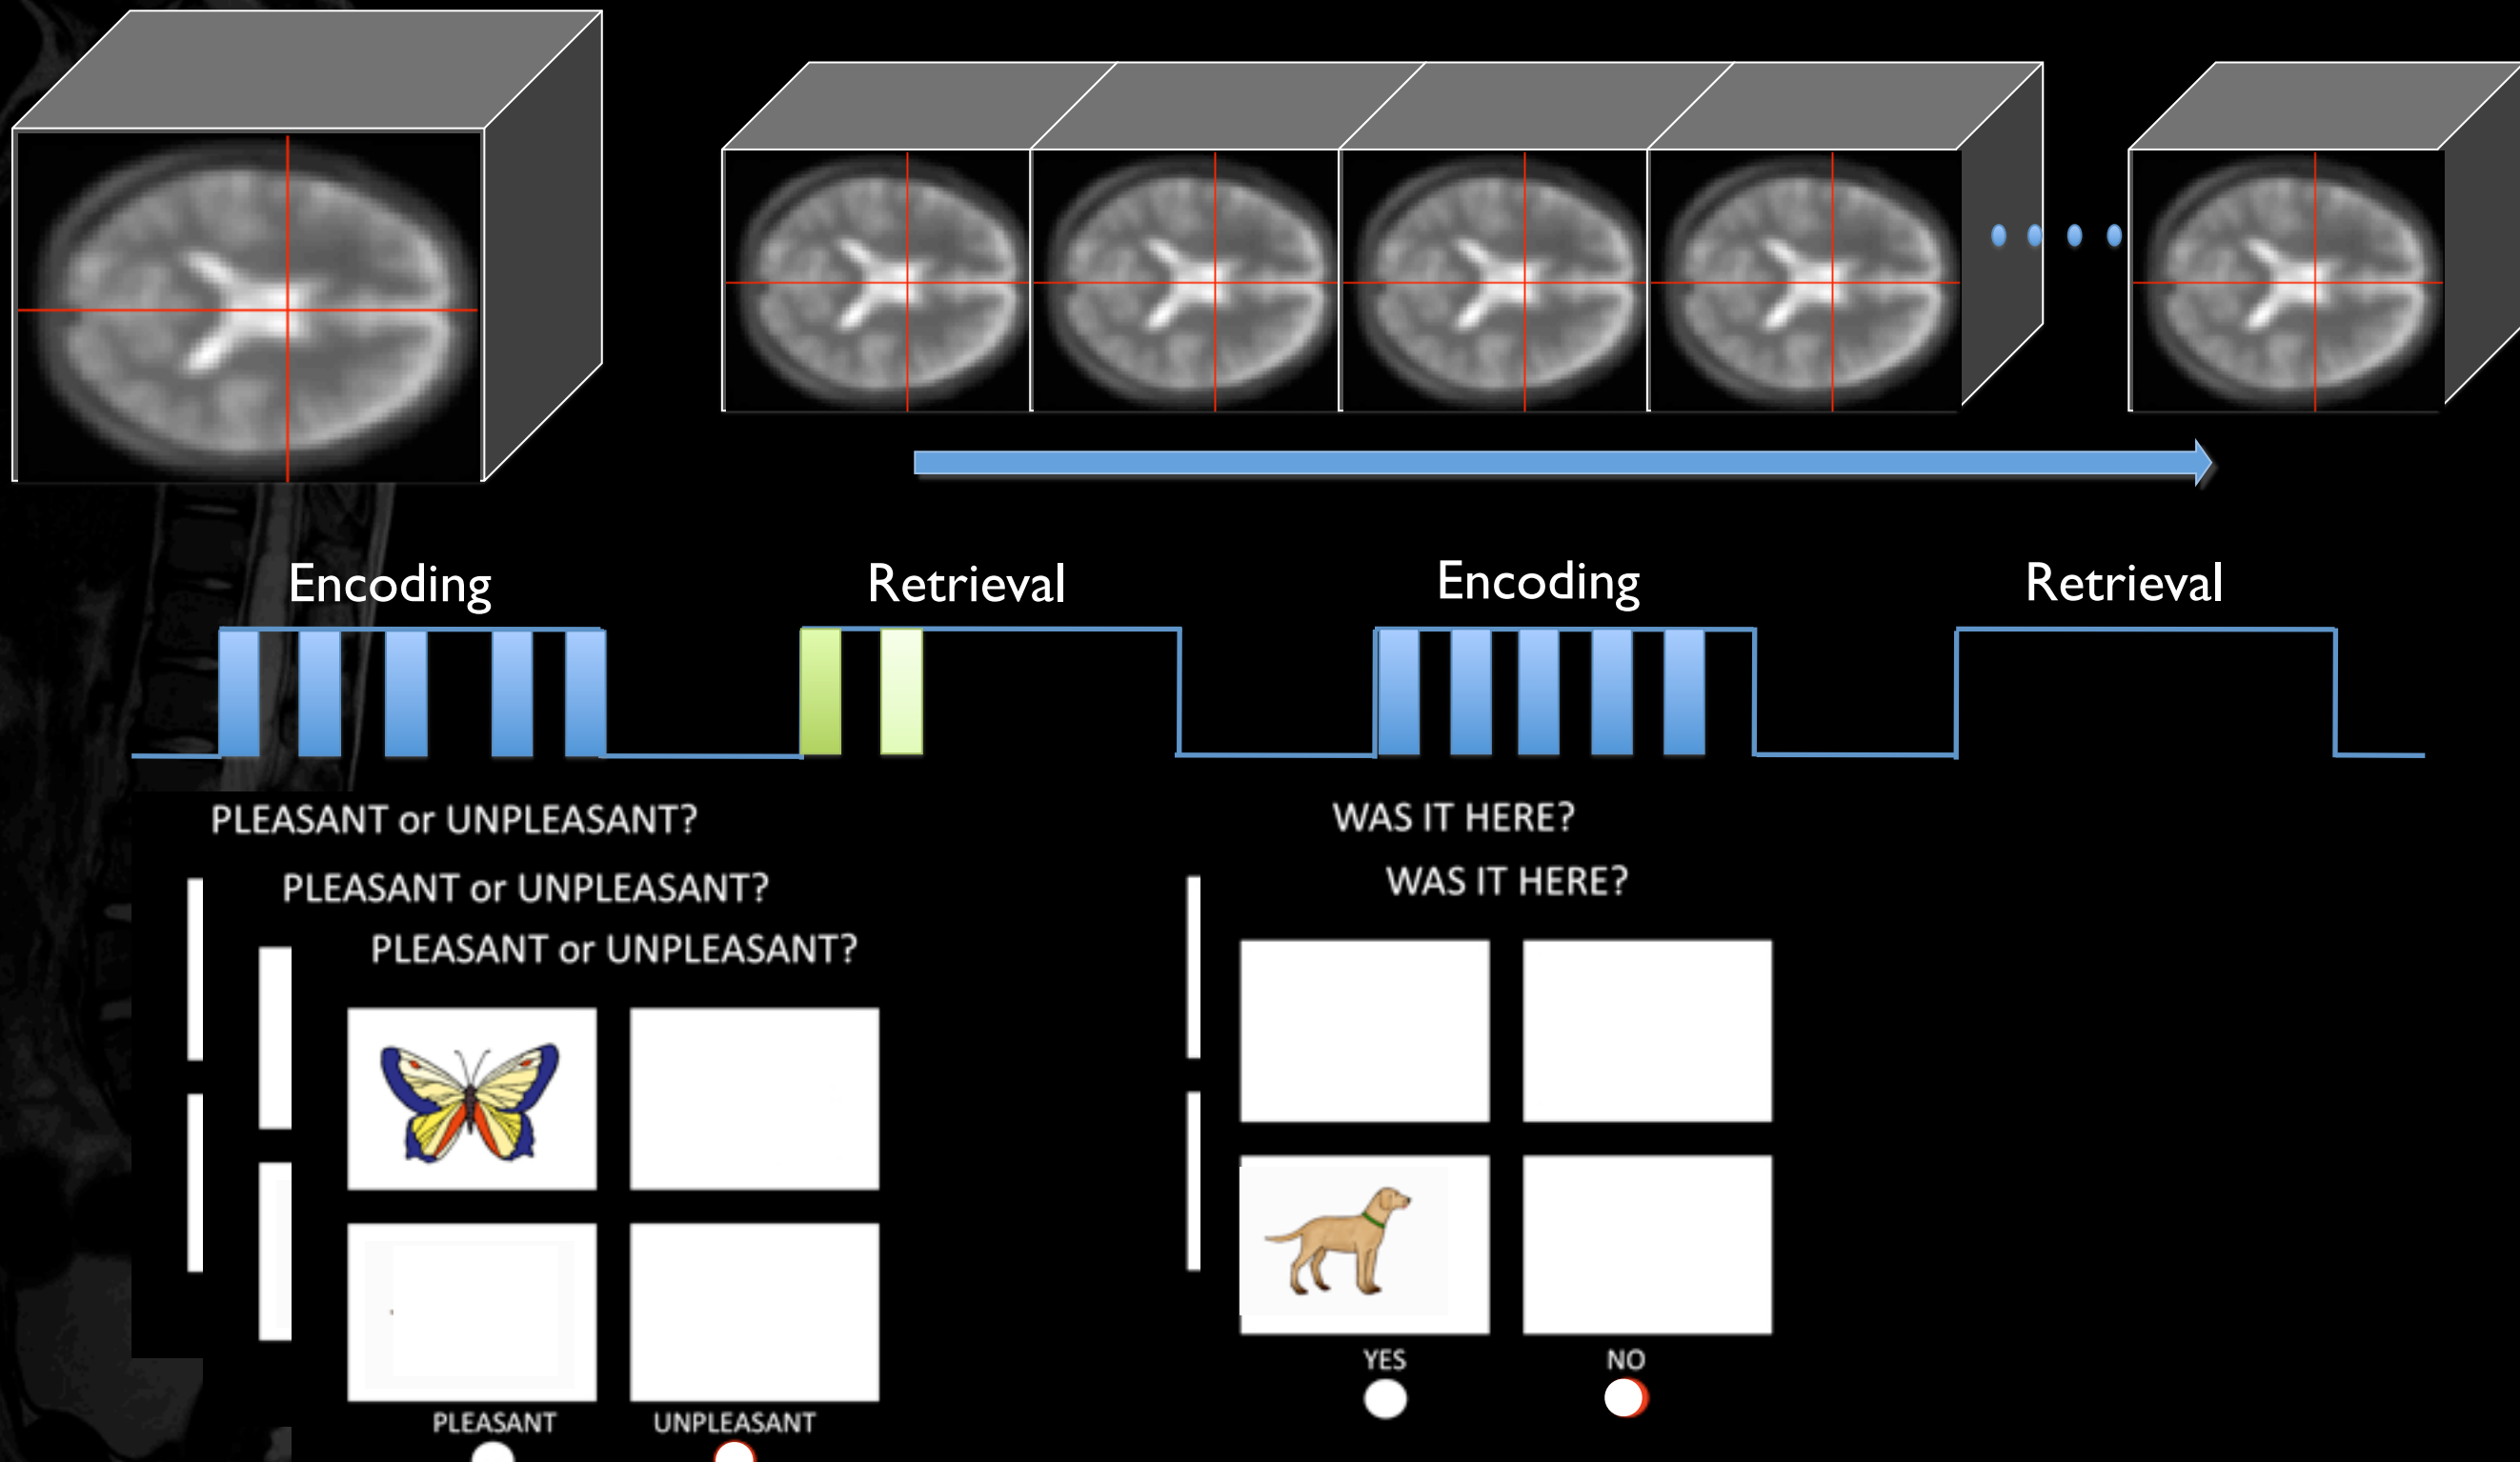 Encoding
Retrieval
Encoding
Retrieval
PLEASANT or UNPLEASANT?
PLEASANT or UNPLEASANT?
PLEASANT or UNPLEASANT?
PLEASANT
UNPLEASANT
WAS IT HERE?
WAS IT HERE?
YES
NO